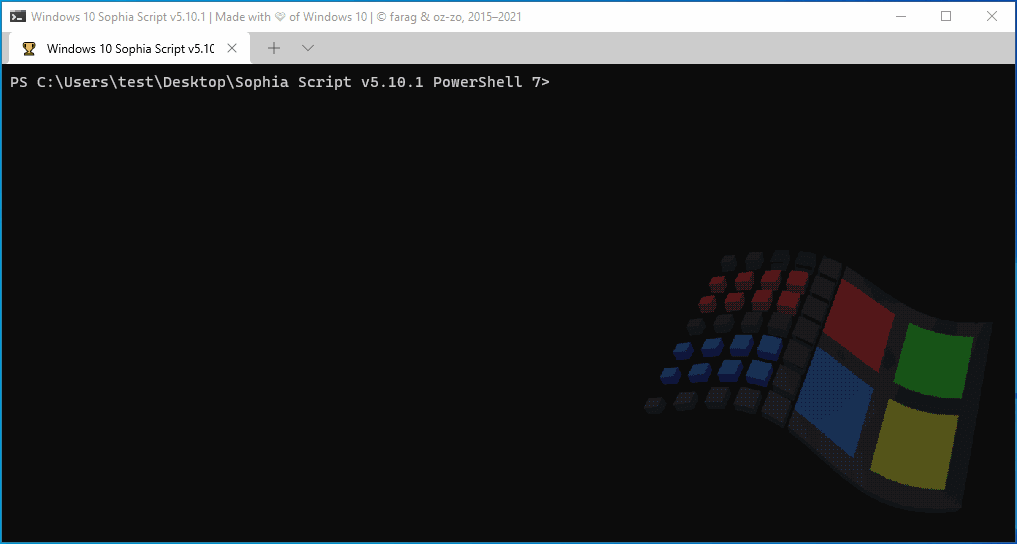 Windows 10 Sophia Script v5.10.1 | Made with 💖 of Windows 10 | © farag & oz-zo, 2015–2021
Windows 10 Sophia Script v5.10
PS C:\Users\test\Desktop\Sophia Script v5.10.1 PowerShell 7>